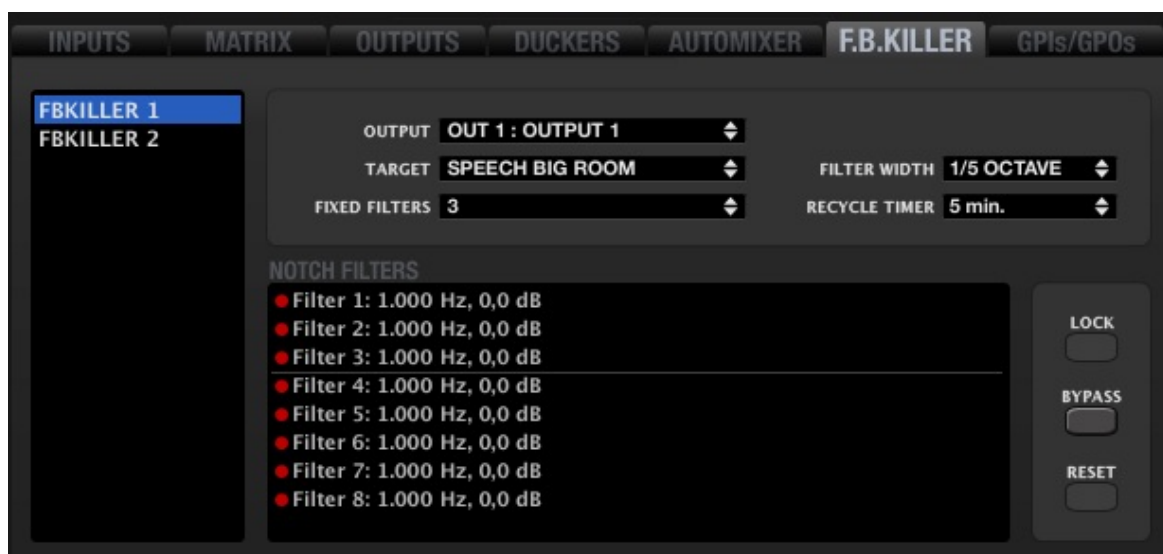 INPUTS MATRIX OUTPUTS DUCKERS AUTOMIXER F.B.KILLER GPIs/GPOs
FBKILLER 1
FBKILLER 2
OUTPUT OUT 1 : OUTPUT 1
TARGET SPEECH BIG ROOM FILTER WIDTH 1/5 OCTAVE
FIXED FILTERS 3 RECYCLE TIMER 5 min.
NOTCH FILTERS
Filter 1: 1.000 Hz, 0,0 dB
Filter 2: 1.000 Hz, 0,0 dB
Filter 3: 1.000 Hz, 0,0 dB
Filter 4: 1.000 Hz, 0,0 dB
Filter 5: 1.000 Hz, 0,0 dB
Filter 6: 1.000 Hz, 0,0 dB
Filter 7: 1.000 Hz, 0,0 dB
Filter 8: 1.000 Hz, 0,0 dB
LOCK
BYPASS
RESET